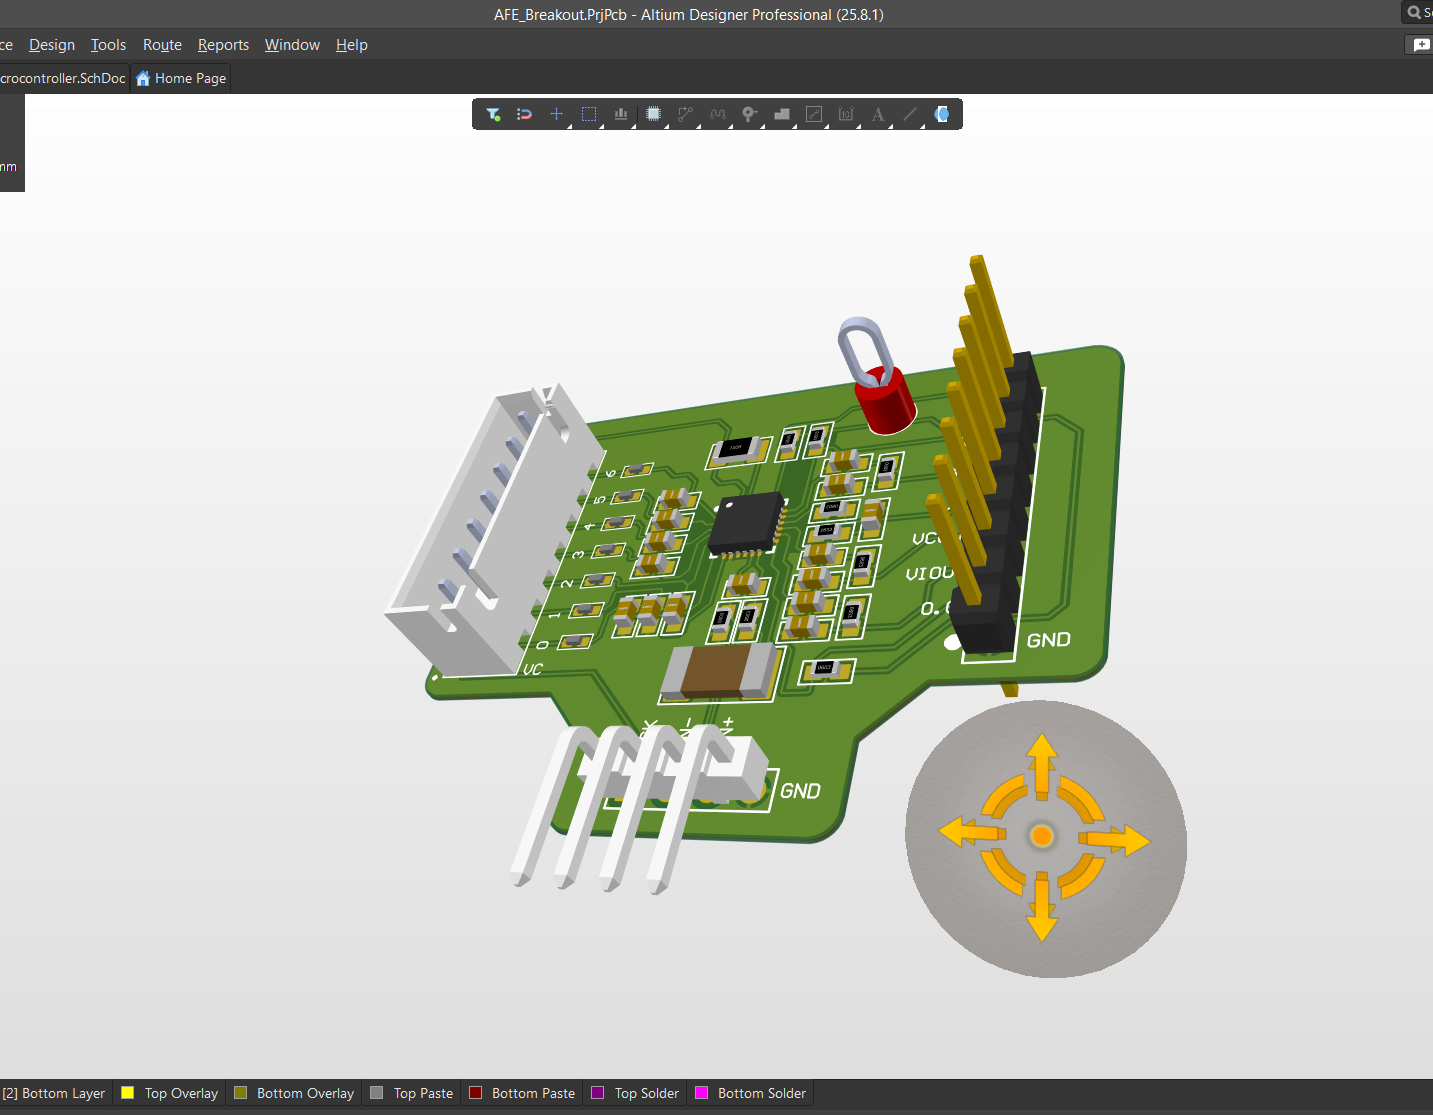 AFE_Breakout.PrjPcb - Altium Designer Professional (25.8.1)
ce Design Tools Route Reports Window Help
crocontroller.SchDoc Home Page
mm
6
5
4
3
2
1
0
VC
VIOU
0.
GND
GND
[2] Bottom Layer Top Overlay Bottom Overlay Top Paste Bottom Paste Top Solder Bottom Solder